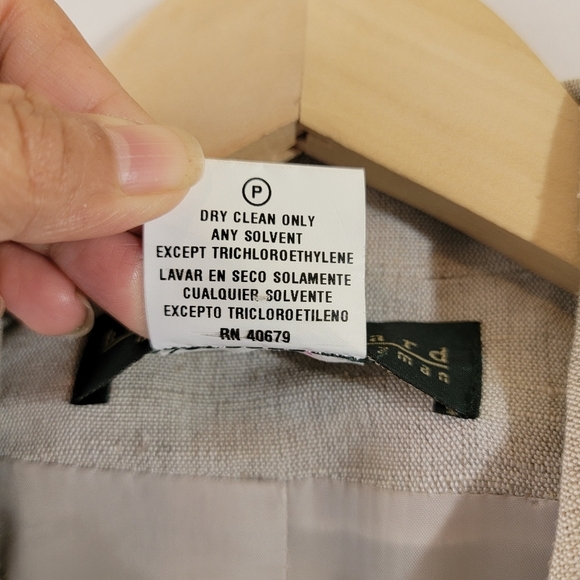 P
DRY CLEAN ONLY
ANY SOLVENT
EXCEPT TRICHLOROETHYLENE
LAVAR EN SECO SOLAMENTE
CUALQUIER SOLVENTE
EXCEPTO TRICLOROETILENO
RN 40679